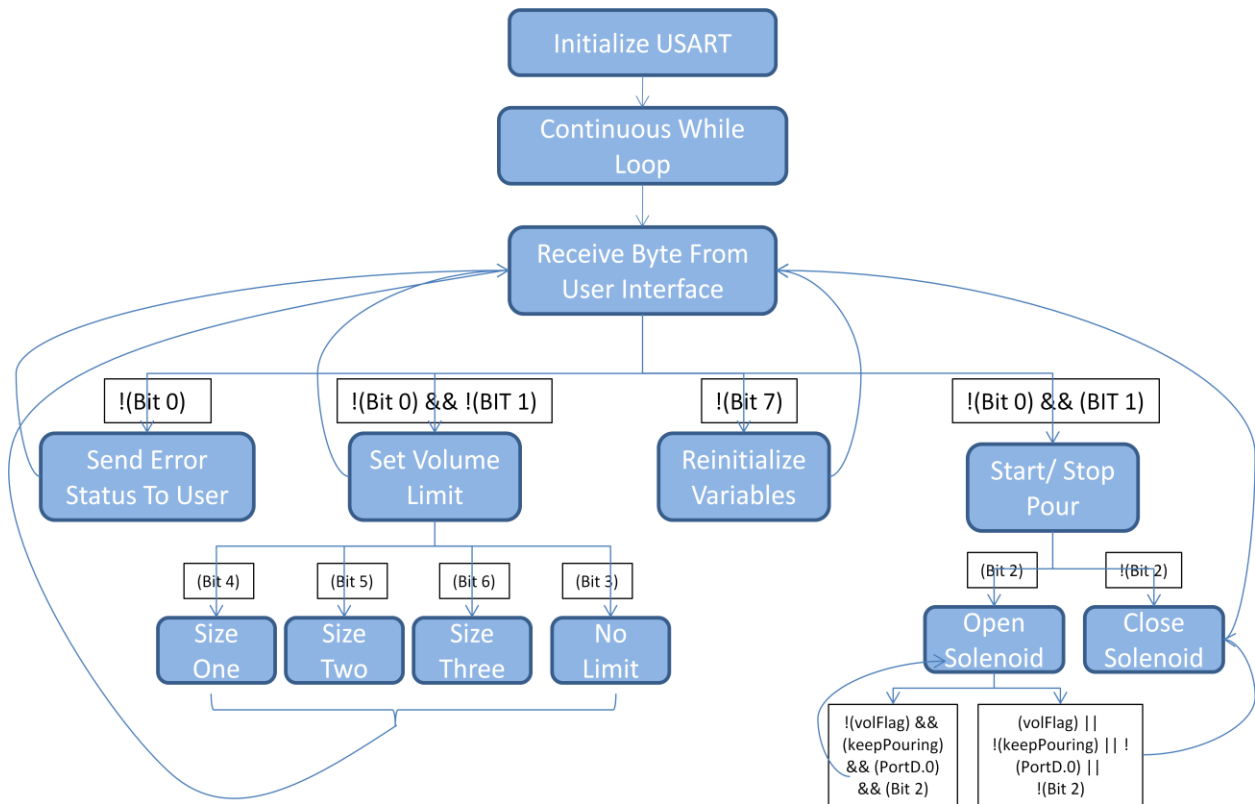 Initialize USART
Continuous While
Loop
Receive Byte From
User Interface
!(Bit 0)
!(Bit 0) && !(BIT 1)
!(Bit 7)
!(Bit 0) && (BIT 1)
Send Error
Status To User
Set Volume
Limit
Reinitialize
Variables
Start/ Stop
Pour
(Bit 4)
(Bit 5)
(Bit 6)
(Bit 3)
(Bit 2)
!(Bit 2)
Size
One
Size
Two
Size
Three
No
Limit
Open
Solenoid
Close
Solenoid
!(volFlag) &&
(keepPouring)
&& (PortD.0)
&& (Bit 2)
(volFlag) ||
!(keepPouring) || !
(PortD.0) ||
!(Bit 2)